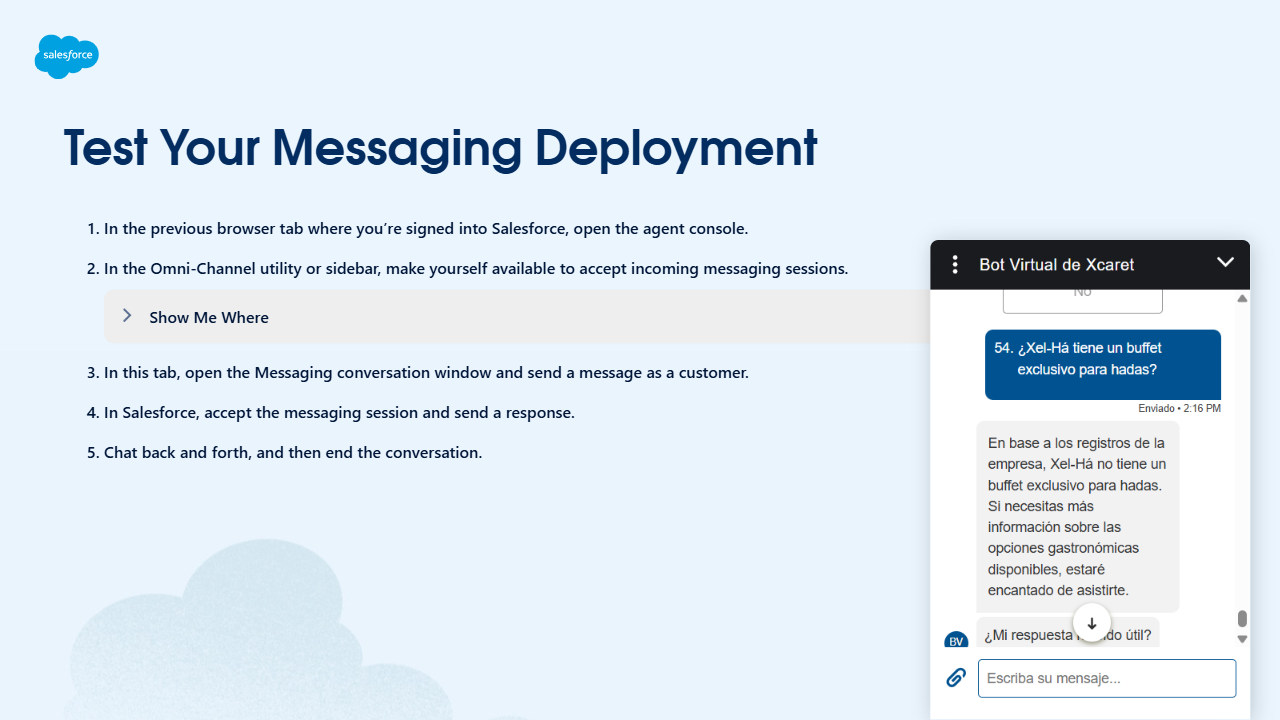 salesforce
Test Your Messaging Deployment
1. In the previous browser tab where you’re signed into Salesforce, open the agent console.
2. In the Omni-Channel utility or sidebar, make yourself available to accept incoming messaging sessions.
Show Me Where
3. In this tab, open the Messaging conversation window and send a message as a customer.
4. In Salesforce, accept the messaging session and send a response.
5. Chat back and forth, and then end the conversation.
Bot Virtual de Xcaret
No
54. ¿Xel-Há tiene un buffet
exclusivo para hadas?
Enviado • 2:16 PM
En base a los registros de la
empresa, Xel-Há no tiene un
buffet exclusivo para hadas.
Si necesitas más
información sobre las
opciones gastronómicas
disponibles, estaré
encantado de asistirte.
BV
¿Mi respuesta útil?
Escriba su mensaje...